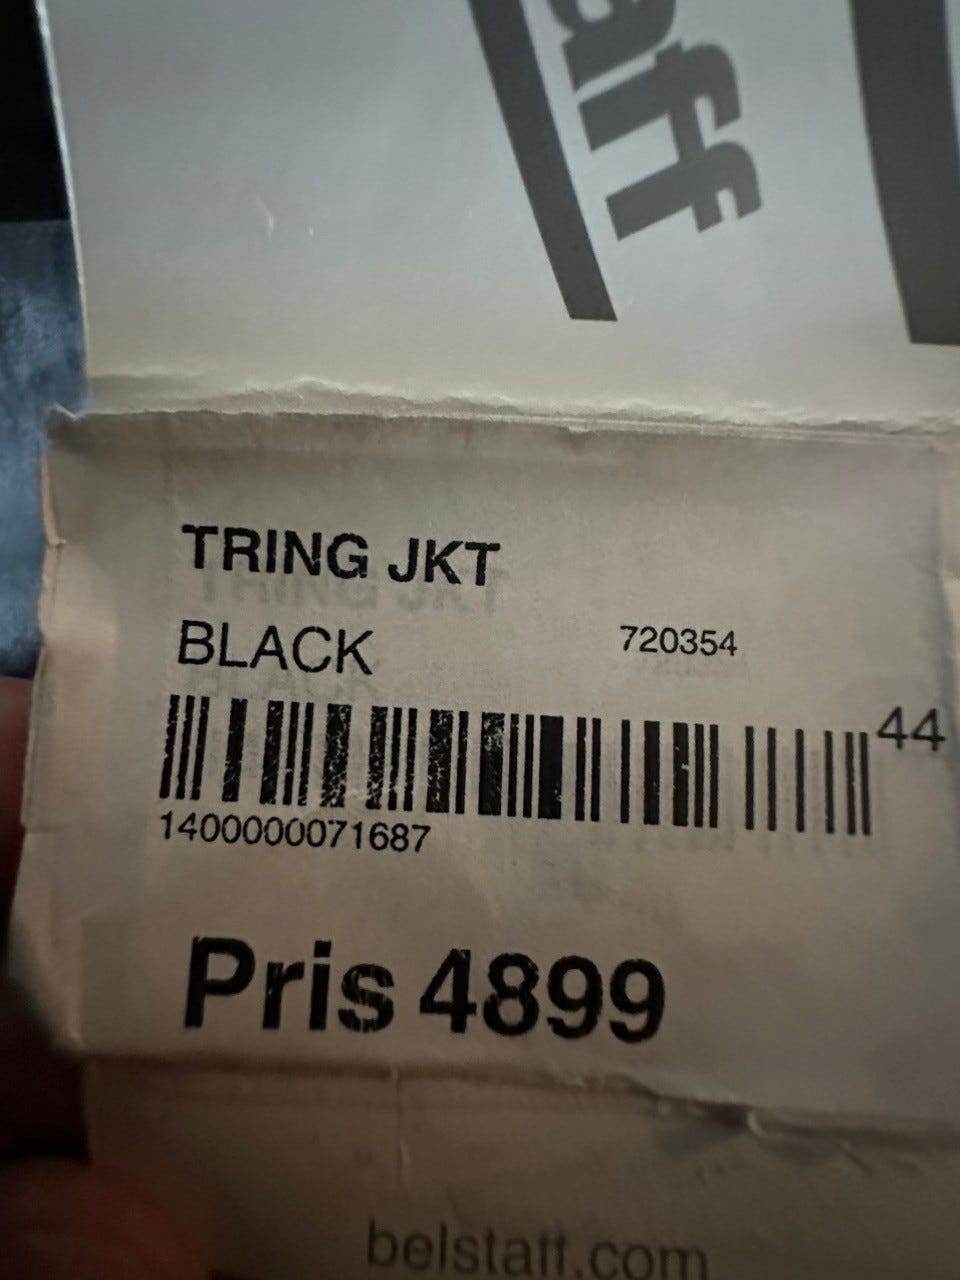 aff
TRING JKT
BLACK 720354
44
1400000071687
Pris 4899
belstaff.com